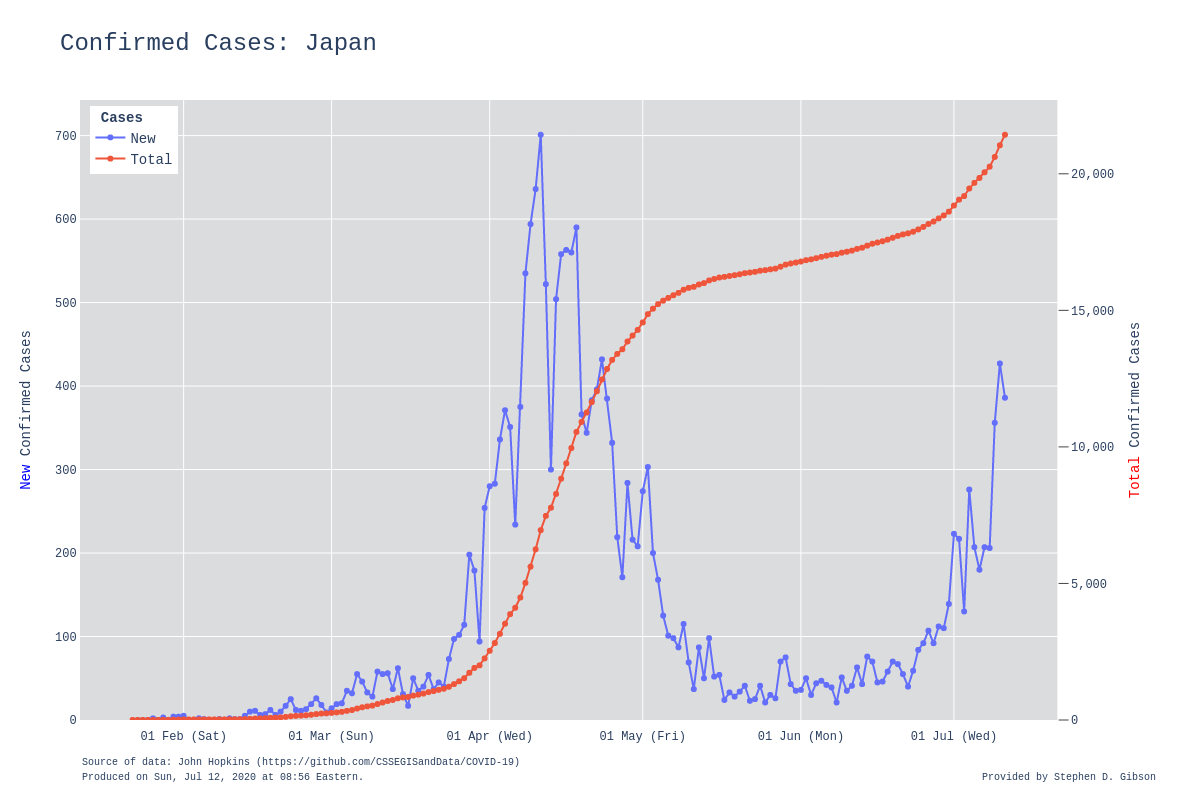 Confirmed Cases: Japan
Cases
New
Total
700
600
500
400
300
200
100
0
20,000
15,000
10,000
5,000
0
New Confirmed Cases
Total Confirmed Cases
01 Feb (Sat)
01 Mar (Sun)
01 Apr (Wed)
01 May (Fri)
01 Jun (Mon)
01 Jul (Wed)
Source of data: John Hopkins (https://github.com/CSSEGISandData/COVID-19)
Produced on Sun, Jul 12, 2020 at 08:56 Eastern.
Provided by Stephen D. Gibson